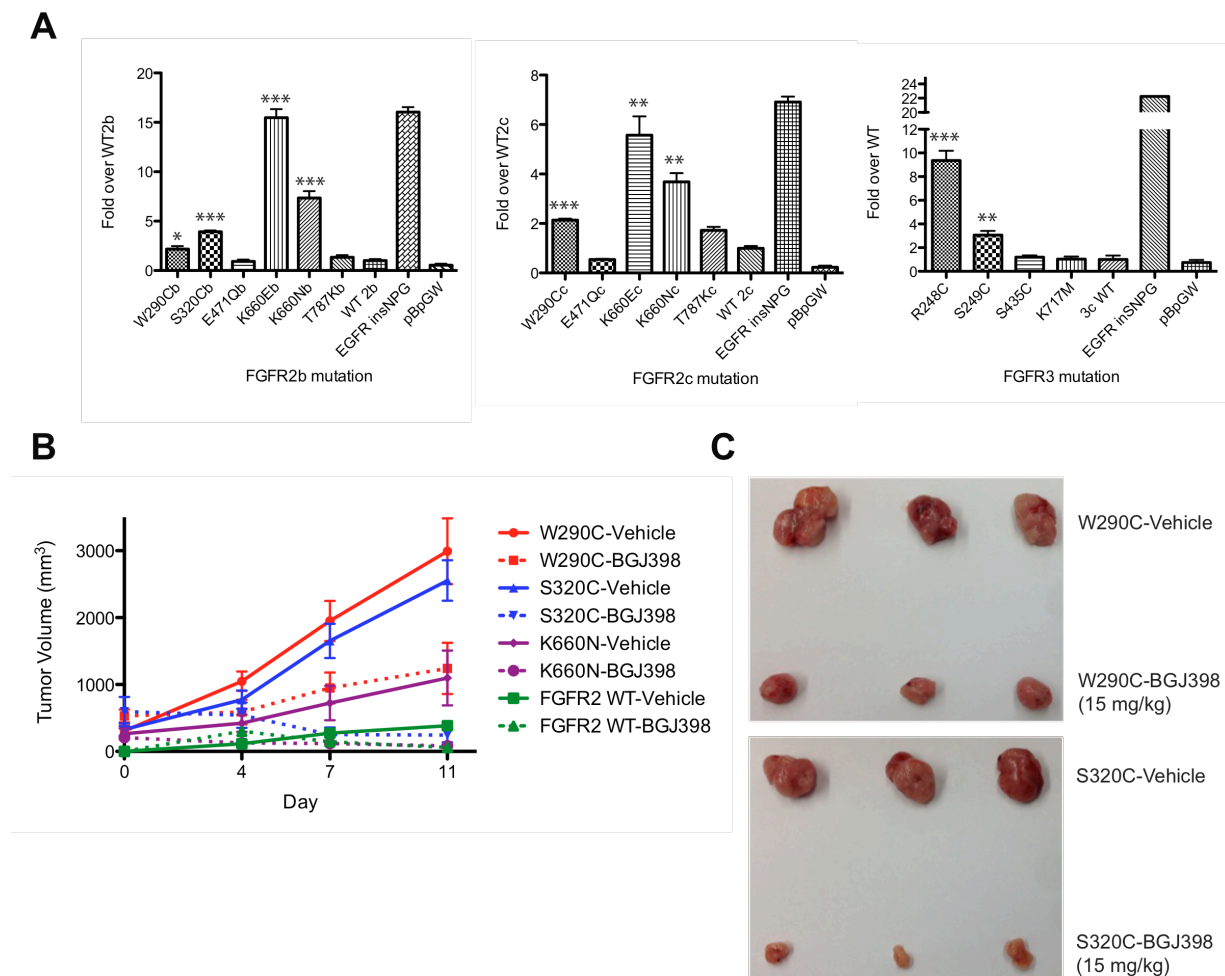 A
Fold over WT2b
20
15
10
5
0
*
***
***
***
W290Cb
S320Cb
E471Qb
K660Eb
K660Nb
T787Kb
WT 2b
EGFR insNPG
pBpGW
FGFR2b mutation
Fold over WT2c
8
6
4
2
0
***
**
**
W290Cc
E471Qc
K660Ec
K660Nc
T787Kc
WT 2c
EGFR insNPG
pBpGW
FGFR2c mutation
Fold over WT
24
22
20
12
10
8
6
4
2
0
***
**
R248C
S249C
S435C
K717M
3c WT
EGFR inSNPG
pBpGW
FGFR3 mutation
B
Tumor Volume (mm³)
3000
2000
1000
0
0 4 7 11
Day
W290C-Vehicle
W290C-BGJ398
S320C-Vehicle
S320C-BGJ398
K660N-Vehicle
K660N-BGJ398
FGFR2 WT-Vehicle
FGFR2 WT-BGJ398
C
W290C-Vehicle
W290C-BGJ398
(15 mg/kg)
S320C-Vehicle
S320C-BGJ398
(15 mg/kg)